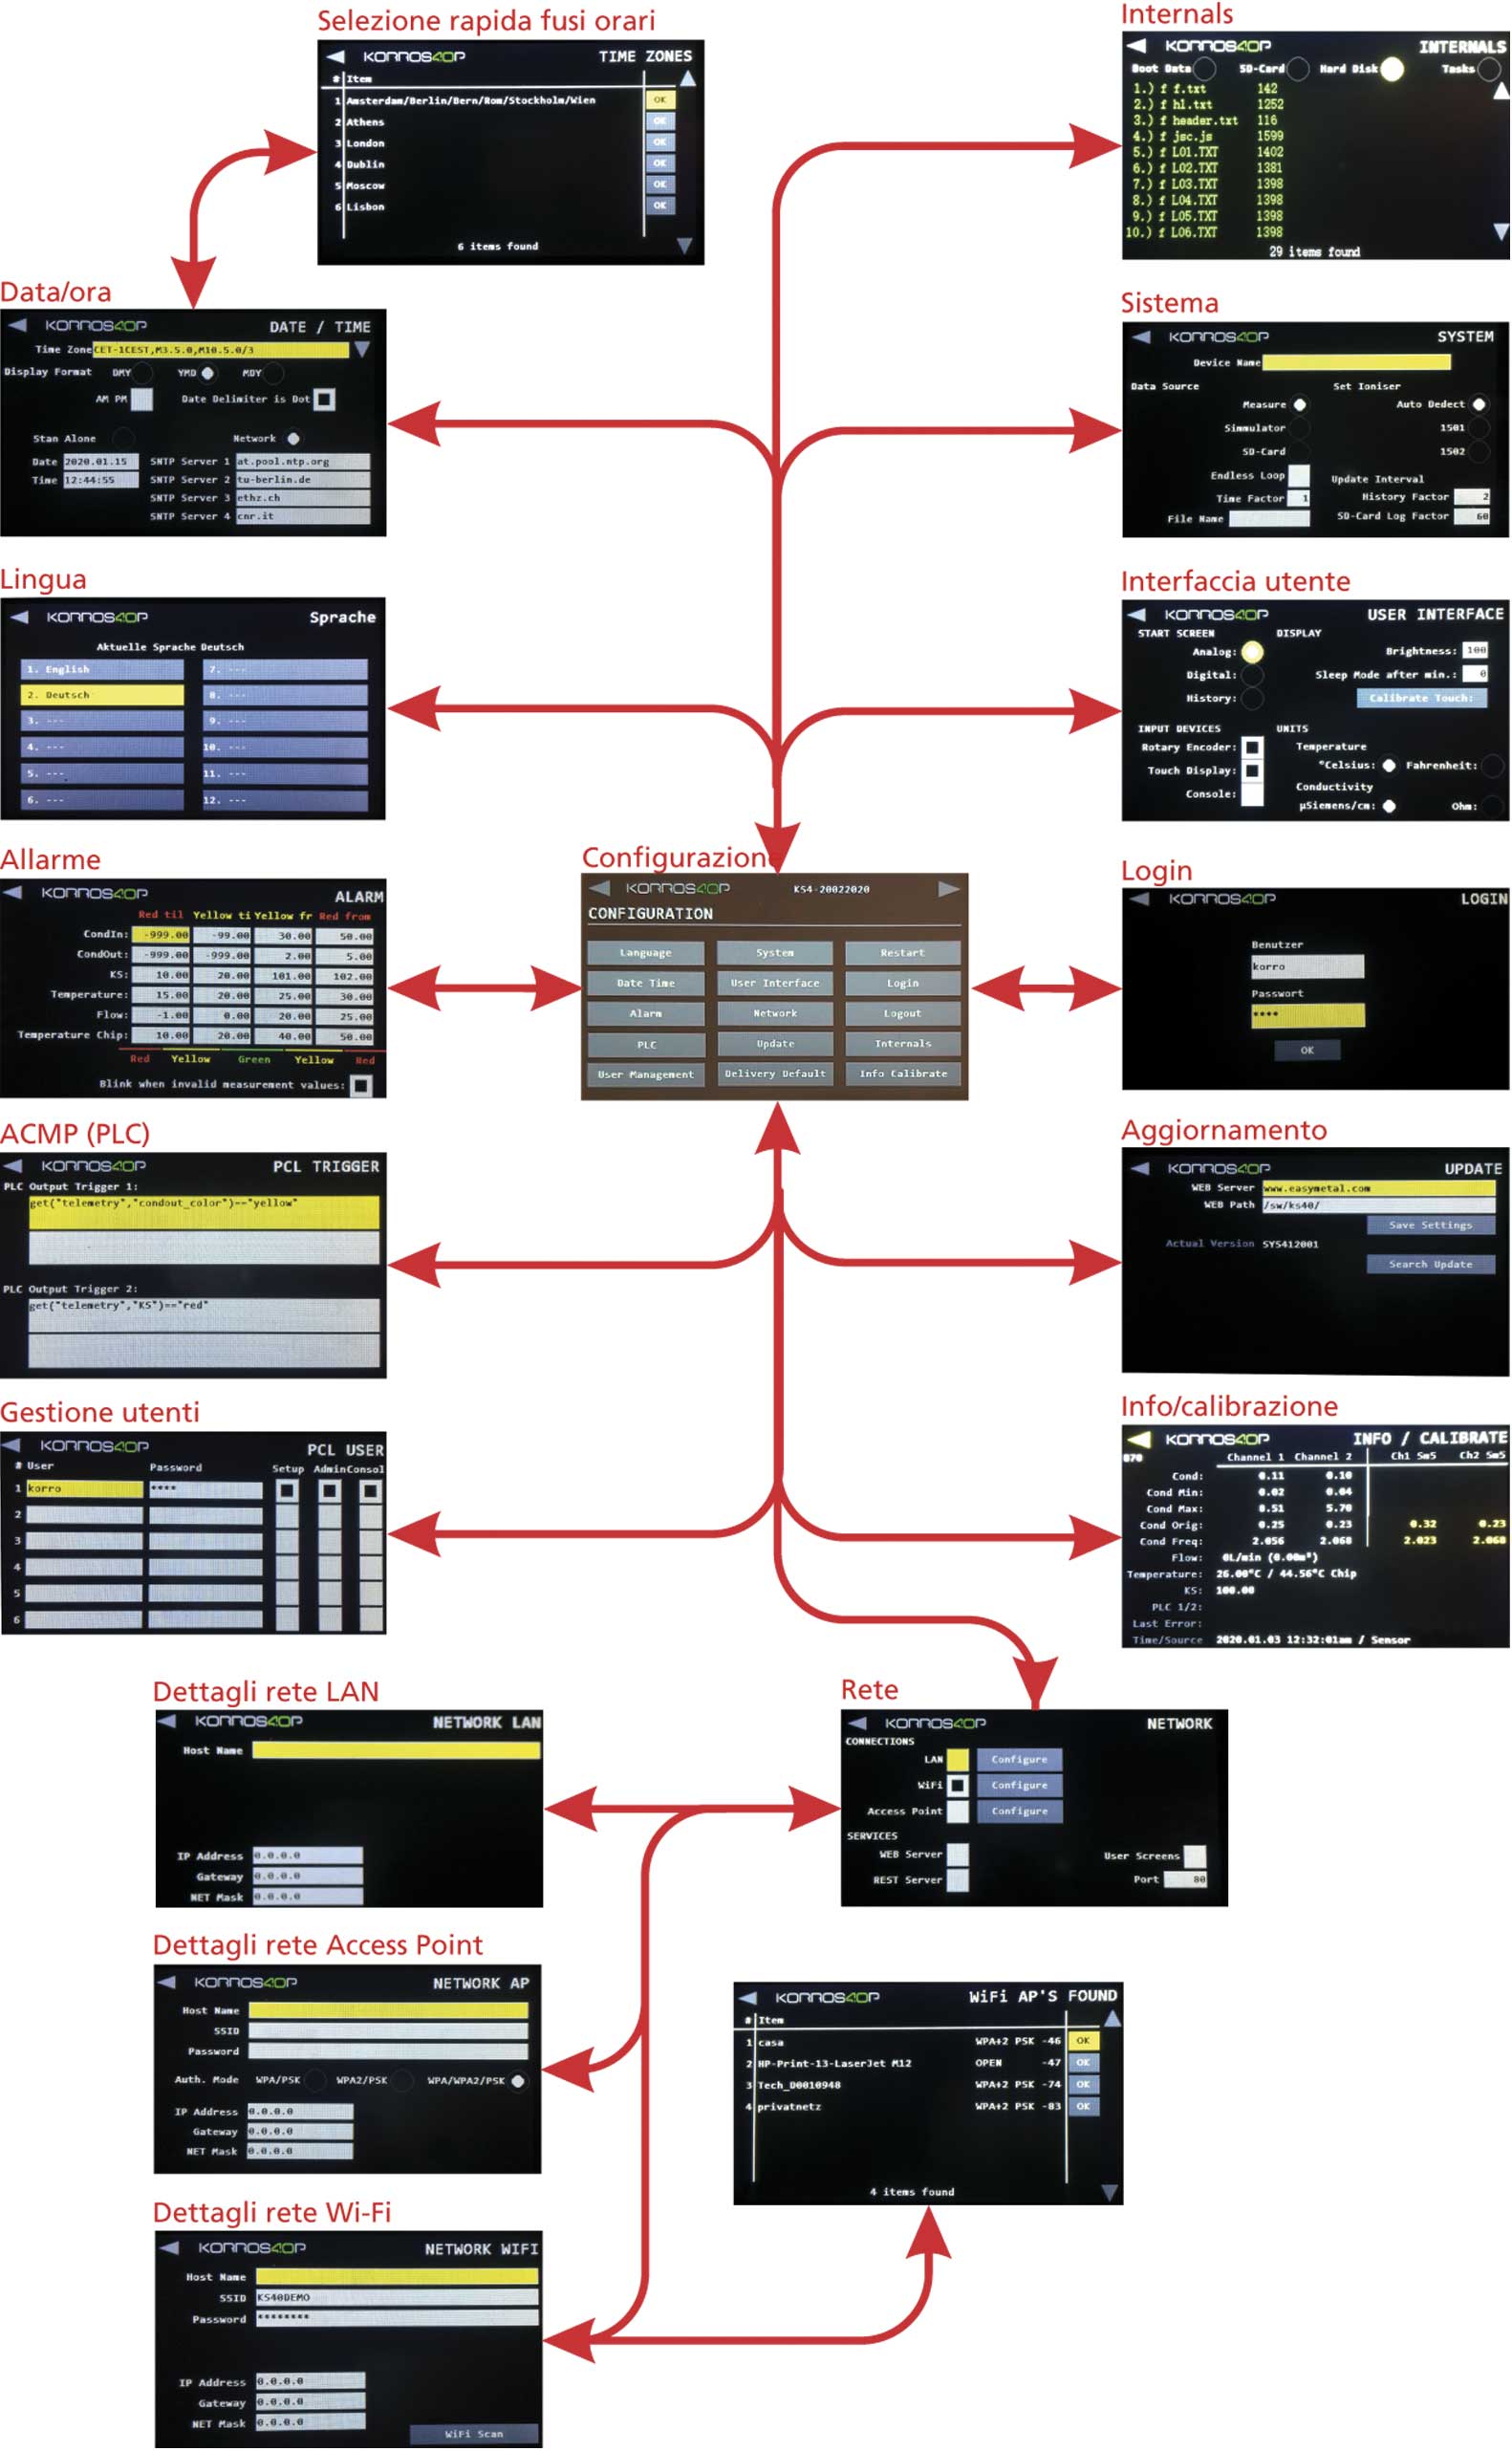 Selezione rapida fusi orari
KORROS4OP TIME ZONES
# Item
1 Amsterdam/Berlin/Bern/Rom/Stockholm/Wien OK
2 Athens OK
3 London OK
4 Dublin OK
5 Moscow OK
6 Lisbon OK
6 items found
Internals
KORROS4OP INTERNALS
Boot Data SD-Card Hard Disk Tasks
1.) f f.txt 142
2.) f hl.txt 1252
3.) f header.txt 116
4.) f jsc.js 1599
5.) f L01.TXT 1402
6.) f L02.TXT 1381
7.) f L03.TXT 1398
8.) f L04.TXT 1398
9.) f L05.TXT 1398
10.) f L06.TXT 1398
29 items found
Data/ora
KORROS4OP DATE / TIME
Time Zone CET-1CEST,M3.5.0,M10.5.0/3
Display Format DMY YMD MDY
AM PM Date Delimiter is Dot
Stan Alone Network
Date 2020.01.15 SNTP Server 1 at.pool.ntp.org
Time 12:44:55 SNTP Server 2 tu-berlin.de
SNTP Server 3 ethz.ch
SNTP Server 4 cnr.it
Sistema
KORROS4OP SYSTEM
Device Name
Data Source Set Ioniser
Measure Auto Dedect
Simmulator 1501
SD-Card 1502
Endless Loop Update Interval
Time Factor 1 History Factor 2
File Name SD-Card Log Factor 60
Lingua
KORROS4OP Sprache
Aktuelle Sprache Deutsch
1. English 7. ---
2. Deutsch 8. ---
3. --- 9. ---
4. --- 10. ---
5. --- 11. ---
6. --- 12. ---
Interfaccia utente
KORROS4OP USER INTERFACE
START SCREEN DISPLAY
Analog: Brightness: 100
Digital: Sleep Mode after min.: 0
History: Calibrate Touch:
INPUT DEVICES UNITS
Rotary Encoder: Temperature
Touch Display: °Celsius: Fahrenheit:
Console: Conductivity
µSiemens/cm: Ohm:
Allarme
KORROS4OP ALARM
Red til Yellow ti Yellow fr Red from
CondIn: -999.00 -99.00 30.00 50.00
CondOut: -999.00 -999.00 2.00 5.00
KS: 10.00 20.00 101.00 102.00
Temperature: 15.00 20.00 25.00 30.00
Flow: -1.00 0.00 20.00 25.00
Temperature Chip: 10.00 20.00 40.00 50.00
Red Yellow Green Yellow Red
Blink when invalid measurement values:
Configurazione
KORROS4OP KS4-20022020
CONFIGURATION
Language System Restart
Date Time User Interface Login
Alarm Network Logout
PLC Update Internals
User Management Delivery Default Info Calibrate
Login
KORROS4OP LOGIN
Benutzer
korro
Passwort
****
OK
ACMP (PLC)
KORROS4OP PCL TRIGGER
PLC Output Trigger 1:
get("telemetry","condout_color")=="yellow"
PLC Output Trigger 2:
get("telemetry","KS")=="red"
Aggiornamento
KORROS4OP UPDATE
WEB Server www.easymetal.com
WEB Path /sw/ks40/
Save Settings
Actual Version SYS412001
Search Update
Gestione utenti
KORROS4OP PCL USER
# User Password Setup Admin Consol
1 korro ****
2
3
4
5
6
Info/calibrazione
KORROS4OP INFO / CALIBRATE
070 Channel 1 Channel 2 Ch1 Sm5 Ch2 Sm5
Cond: 0.11 0.10
Cond Min: 0.02 0.04
Cond Max: 0.51 5.70
Cond Orig: 0.25 0.23 0.32 0.23
Cond Freq: 2.056 2.068 2.023 2.068
Flow: 0L/min (0.00m³)
Temperature: 26.00°C / 44.56°C Chip
KS: 100.00
PLC 1/2:
Last Error:
Time/Source 2020.01.03 12:32:01am / Sensor
Dettagli rete LAN
KORROS4OP NETWORK LAN
Host Name
IP Address 0.0.0.0
Gateway 0.0.0.0
NET Mask 0.0.0.0
Rete
KORROS4OP NETWORK
CONNECTIONS
LAN Configure
WiFi Configure
Access Point Configure
SERVICES
WEB Server User Screens
REST Server Port 80
Dettagli rete Access Point
KORROS4OP NETWORK AP
Host Name
SSID
Password
Auth. Mode WPA/PSK WPA2/PSK WPA/WPA2/PSK
IP Address 0.0.0.0
Gateway 0.0.0.0
NET Mask 0.0.0.0
KORROS4OP WiFi AP'S FOUND
# Item
1 casa WPA+2 PSK -46 OK
2 HP-Print-13-LaserJet M12 OPEN -47 OK
3 Tech_D0010948 WPA+2 PSK -74 OK
4 privatnetz WPA+2 PSK -83 OK
4 items found
Dettagli rete Wi-Fi
KORROS4OP NETWORK WIFI
Host Name
SSID KS40DEMO
Password ********
IP Address 0.0.0.0
Gateway 0.0.0.0
NET Mask 0.0.0.0
WiFi Scan